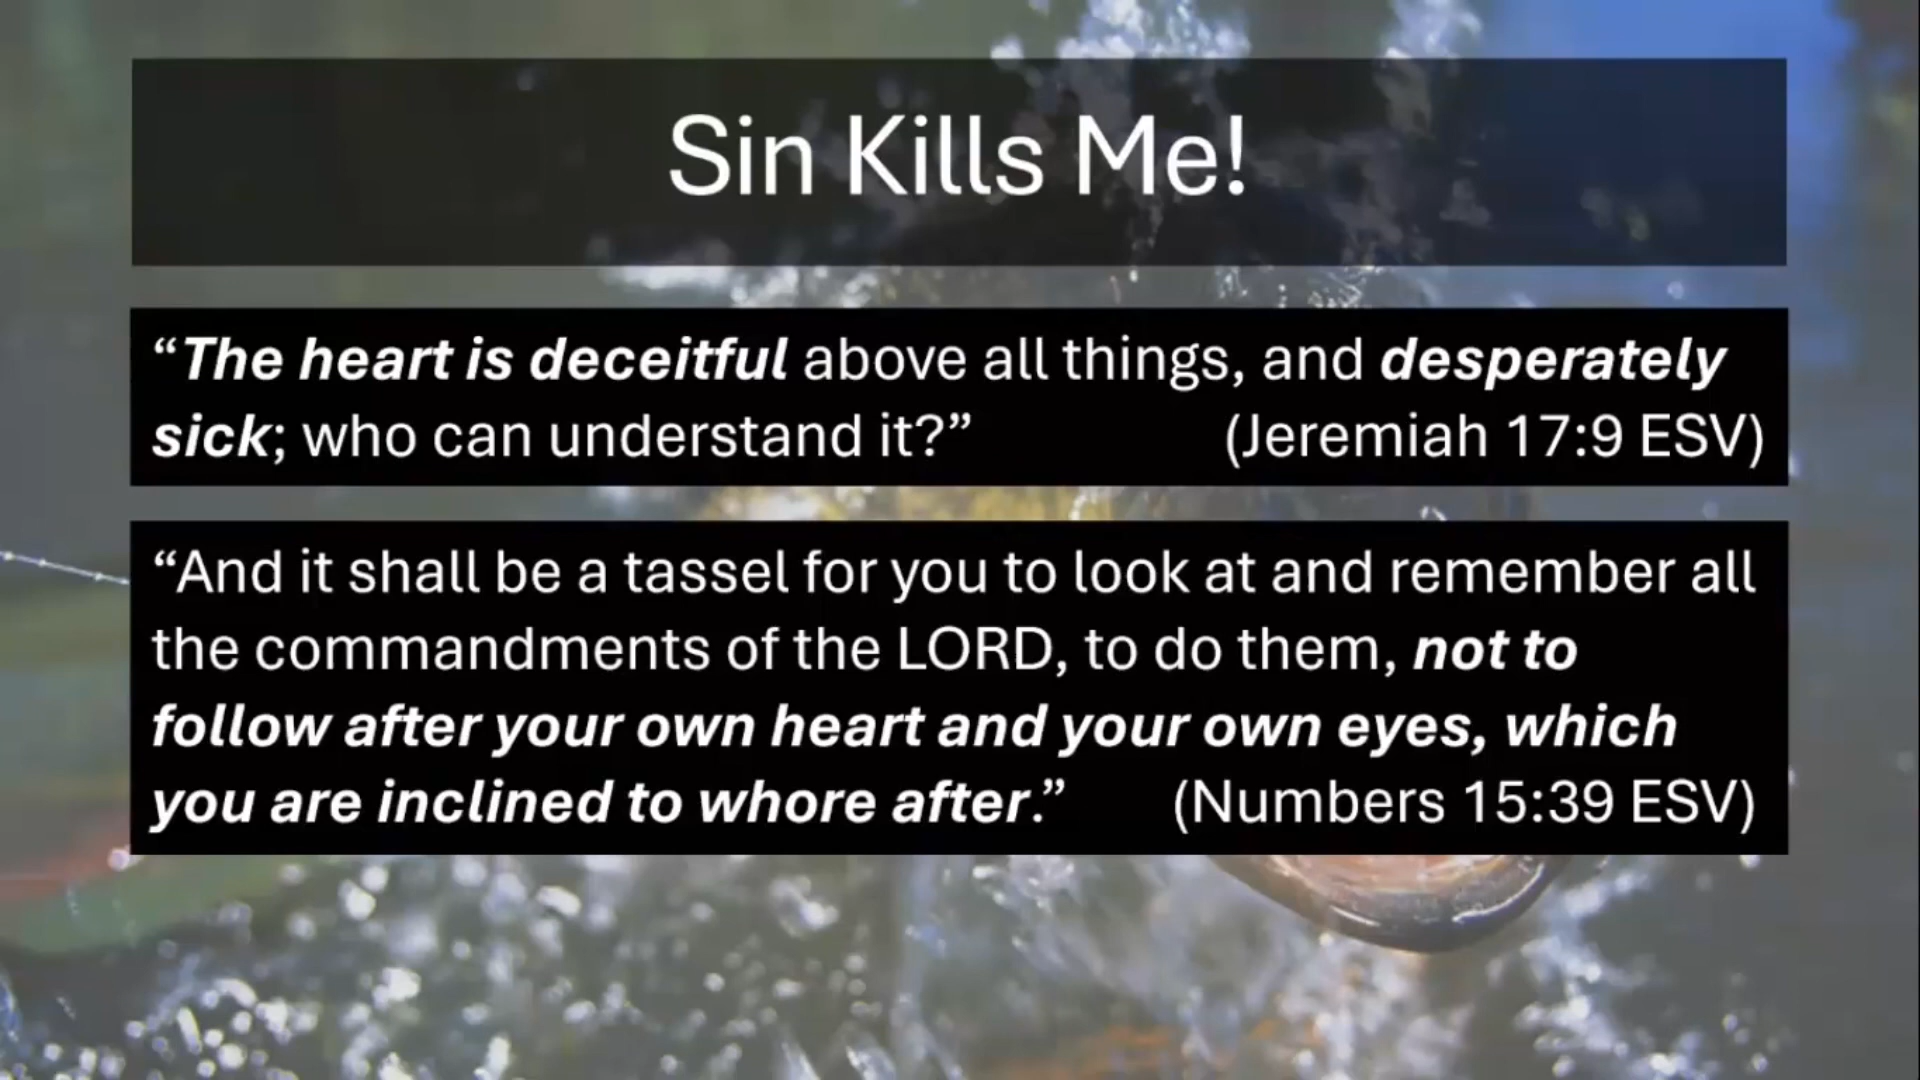 Sin Kills Me!
“The heart is deceitful above all things, and desperately
sick; who can understand it?” (Jeremiah 17:9 ESV)
“And it shall be a tassel for you to look at and remember all
the commandments of the LORD, to do them, not to
follow after your own heart and your own eyes, which
you are inclined to whore after.” (Numbers 15:39 ESV)